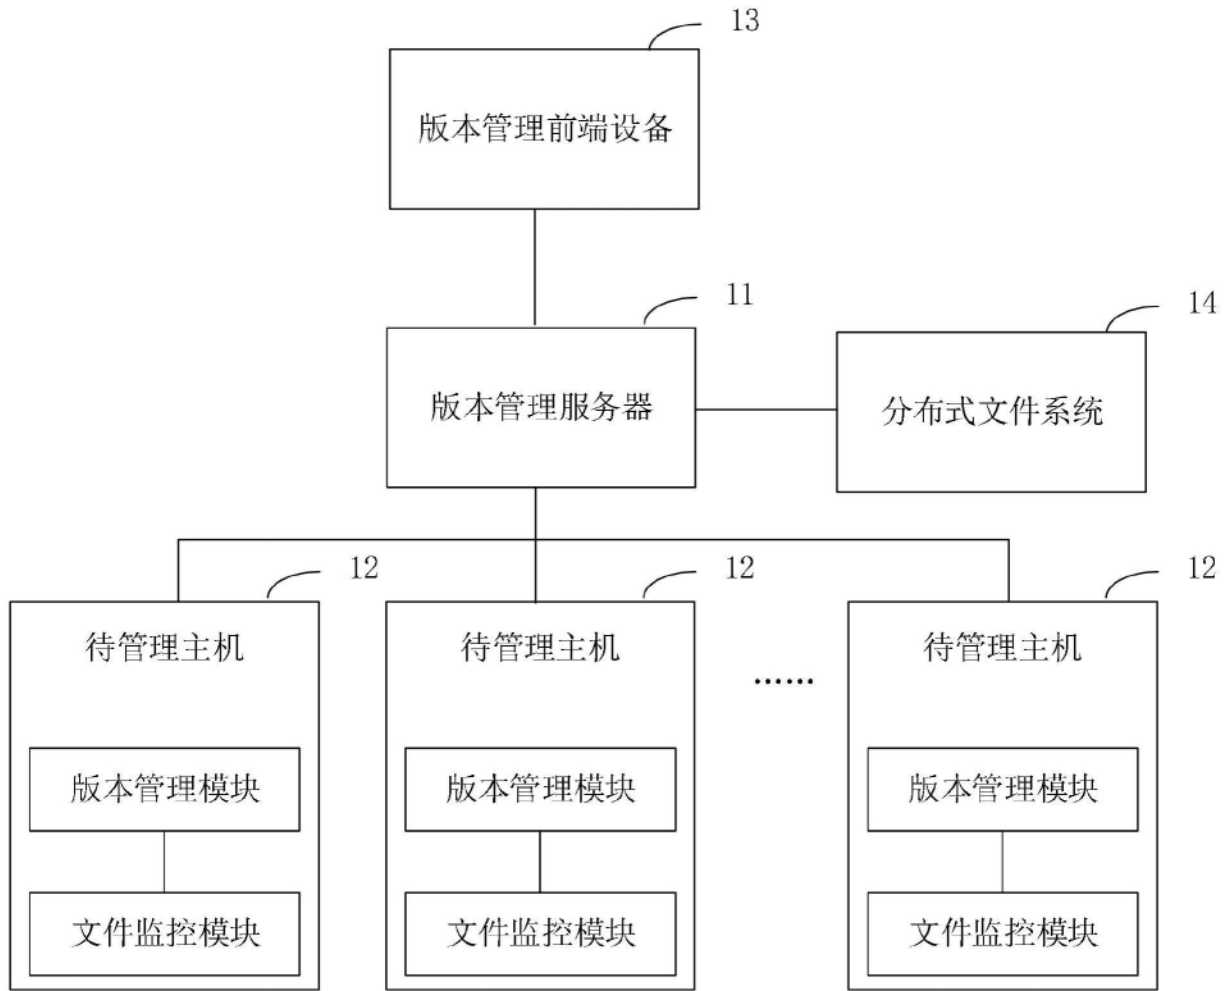 13
版本管理前端设备
11
14
版本管理服务器
分布式文件系统
12
12
12
待管理主机
待管理主机
待管理主机
......
版本管理模块
版本管理模块
版本管理模块
文件监控模块
文件监控模块
文件监控模块